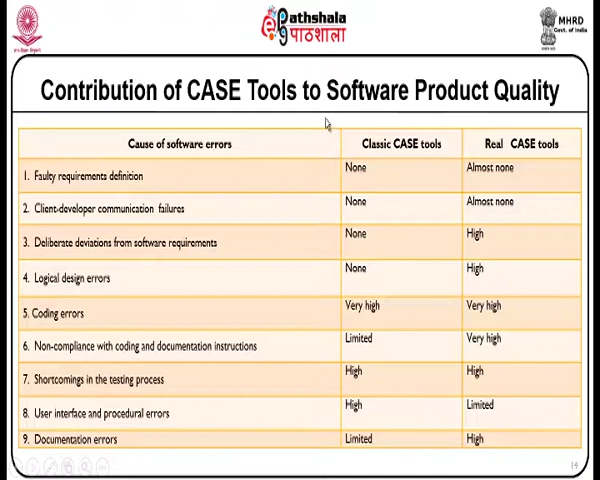 Pathshala
पाठशाला
MHRD
Govt. of India
Contribution of CASE Tools to Software Product Quality
Cause of software errors Classic CASE tools Real CASE tools
1. Faulty requirements definition None Almost none
2. Client-developer communication failures None Almost none
3. Deliberate deviations from software requirements None High
4. Logical design errors None High
5. Coding errors Very high Very high
6. Non-compliance with coding and documentation instructions Limited Very high
7. Shortcomings in the testing process High High
8. User interface and procedural errors High Limited
9. Documentation errors Limited High
14